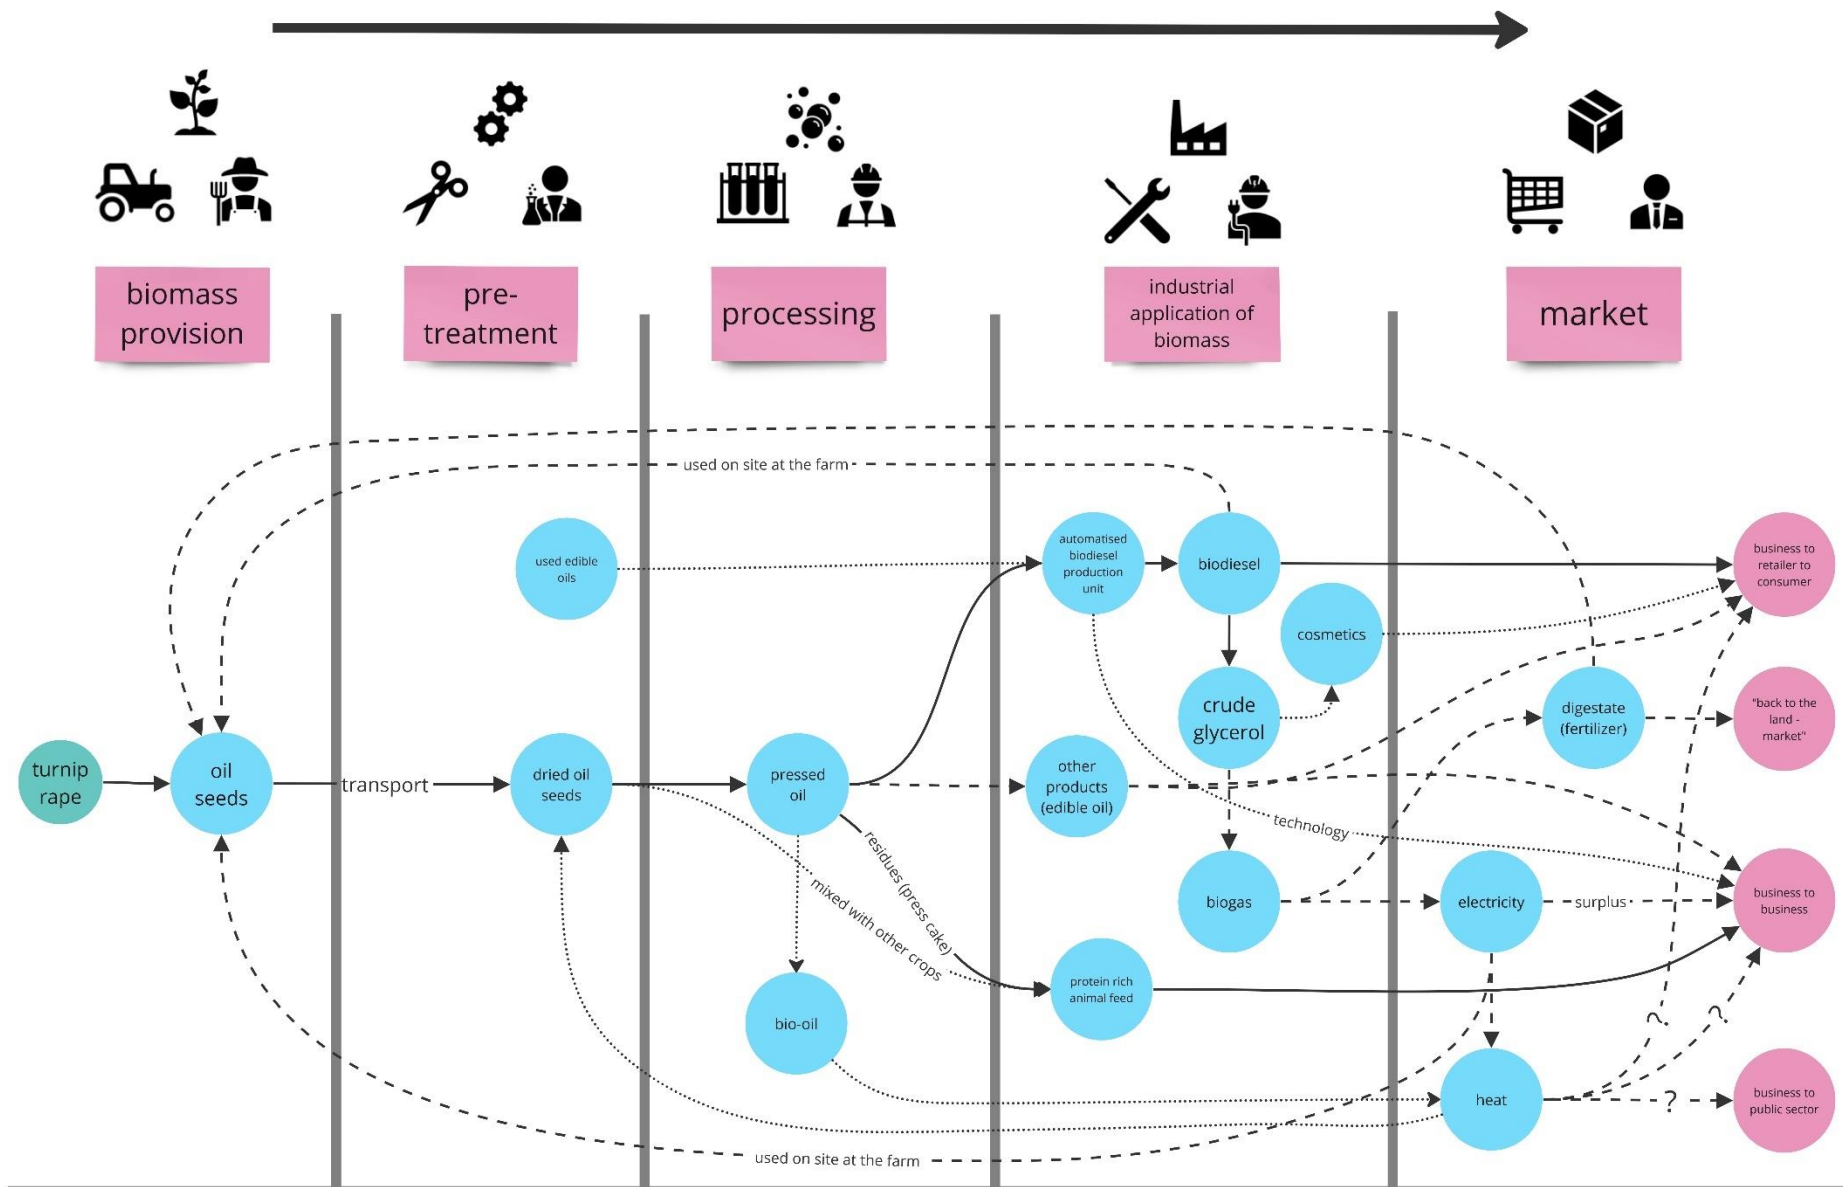 biomass
provision
pre-
treatment
processing
industrial
application of
biomass
market
used on site at the farm
used edible
oils
automatised
biodiesel
production
unit
biodiesel
business to
retailer to
consumer
cosmetics
crude
glycerol
digestate
(fertilizer)
"back to the
land -
market"
turnip
rape
oil
seeds
transport
dried oil
seeds
pressed
oil
other
products
(edible oil)
technology
residues (press cake)
mixed with other crops
biogas
electricity
surplus
business to
business
protein rich
animal feed
bio-oil
?
?
heat
?
business to
public sector
used on site at the farm